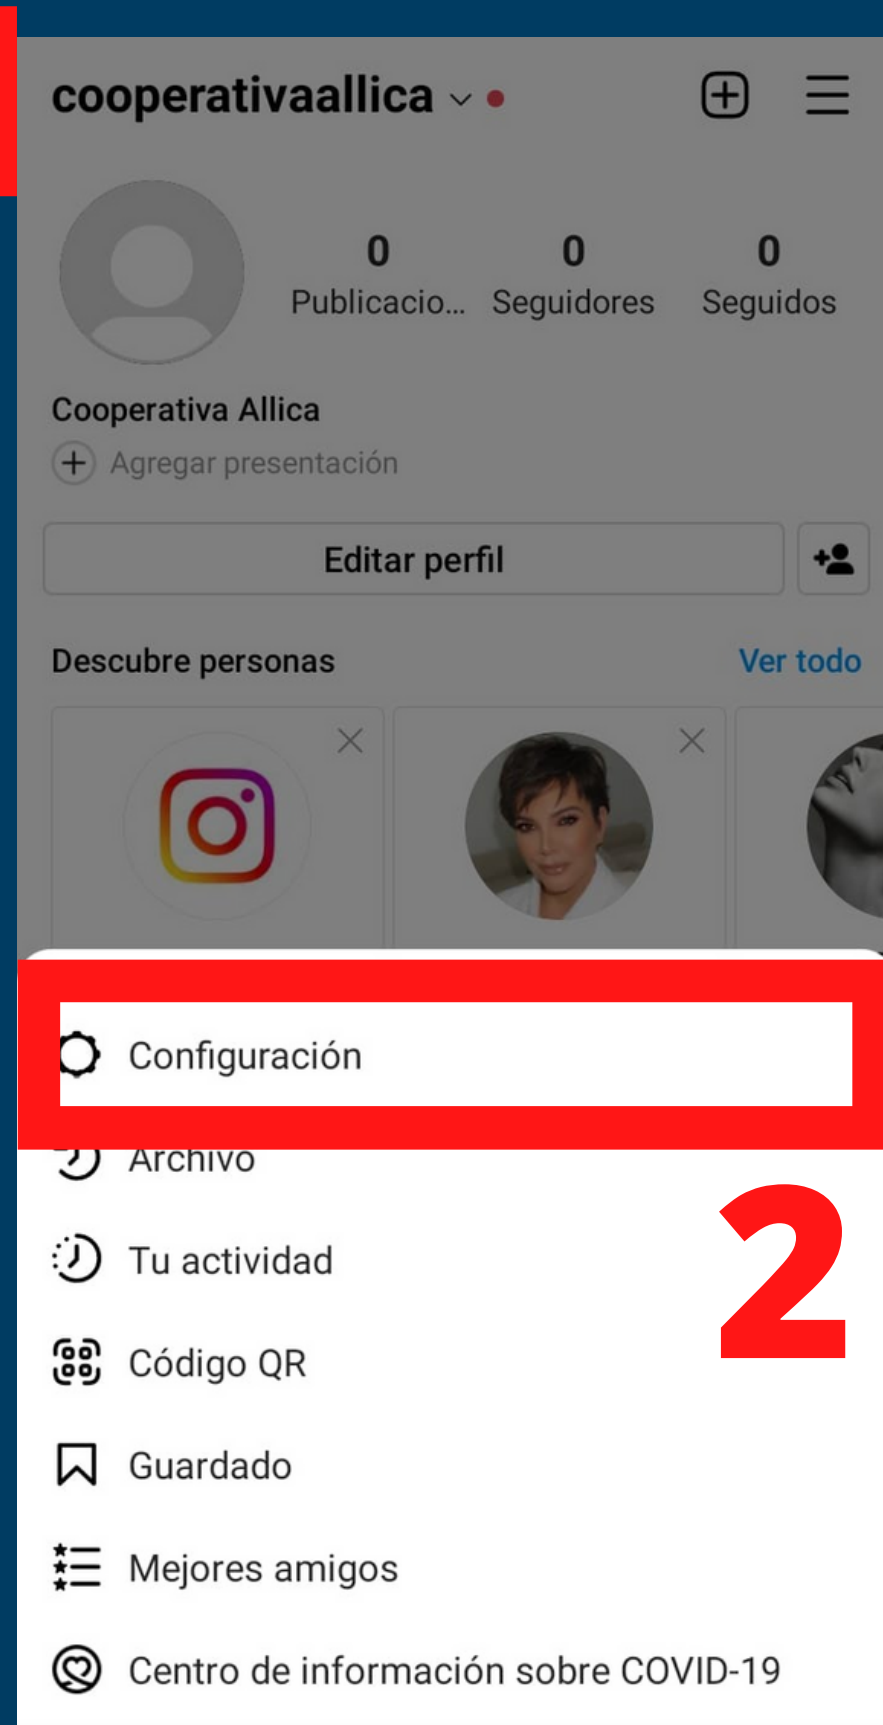 cooperativaallica
0 0 0
Publicacio... Seguidores Seguidos
Cooperativa Allica
Agregar presentación
Editar perfil
Descubre personas Ver todo
Configuración
Archivo
2
Tu actividad
Código QR
Guardado
Mejores amigos
Centro de información sobre COVID-19